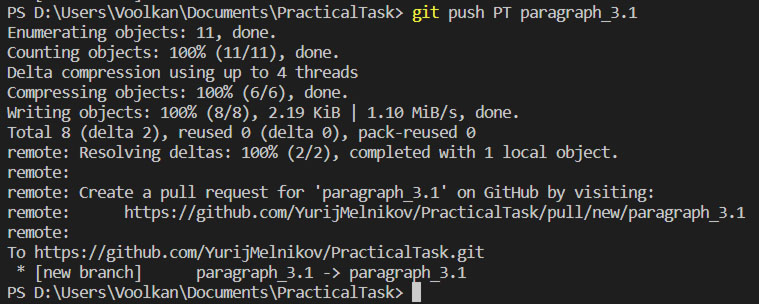 PS D:\Users\Voolkan\Documents\PracticalTask> git push PT paragraph_3.1
Enumerating objects: 11, done.
Counting objects: 100% (11/11), done.
Delta compression using up to 4 threads
Compressing objects: 100% (6/6), done.
Writing objects: 100% (8/8), 2.19 KiB | 1.10 MiB/s, done.
Total 8 (delta 2), reused 0 (delta 0), pack-reused 0
remote: Resolving deltas: 100% (2/2), completed with 1 local object.
remote:
remote: Create a pull request for 'paragraph_3.1' on GitHub by visiting:
remote:      https://github.com/YurijMelnikov/PracticalTask/pull/new/paragraph_3.1
remote:
To https://github.com/YurijMelnikov/PracticalTask.git
 * [new branch]      paragraph_3.1 -> paragraph_3.1
PS D:\Users\Voolkan\Documents\PracticalTask>